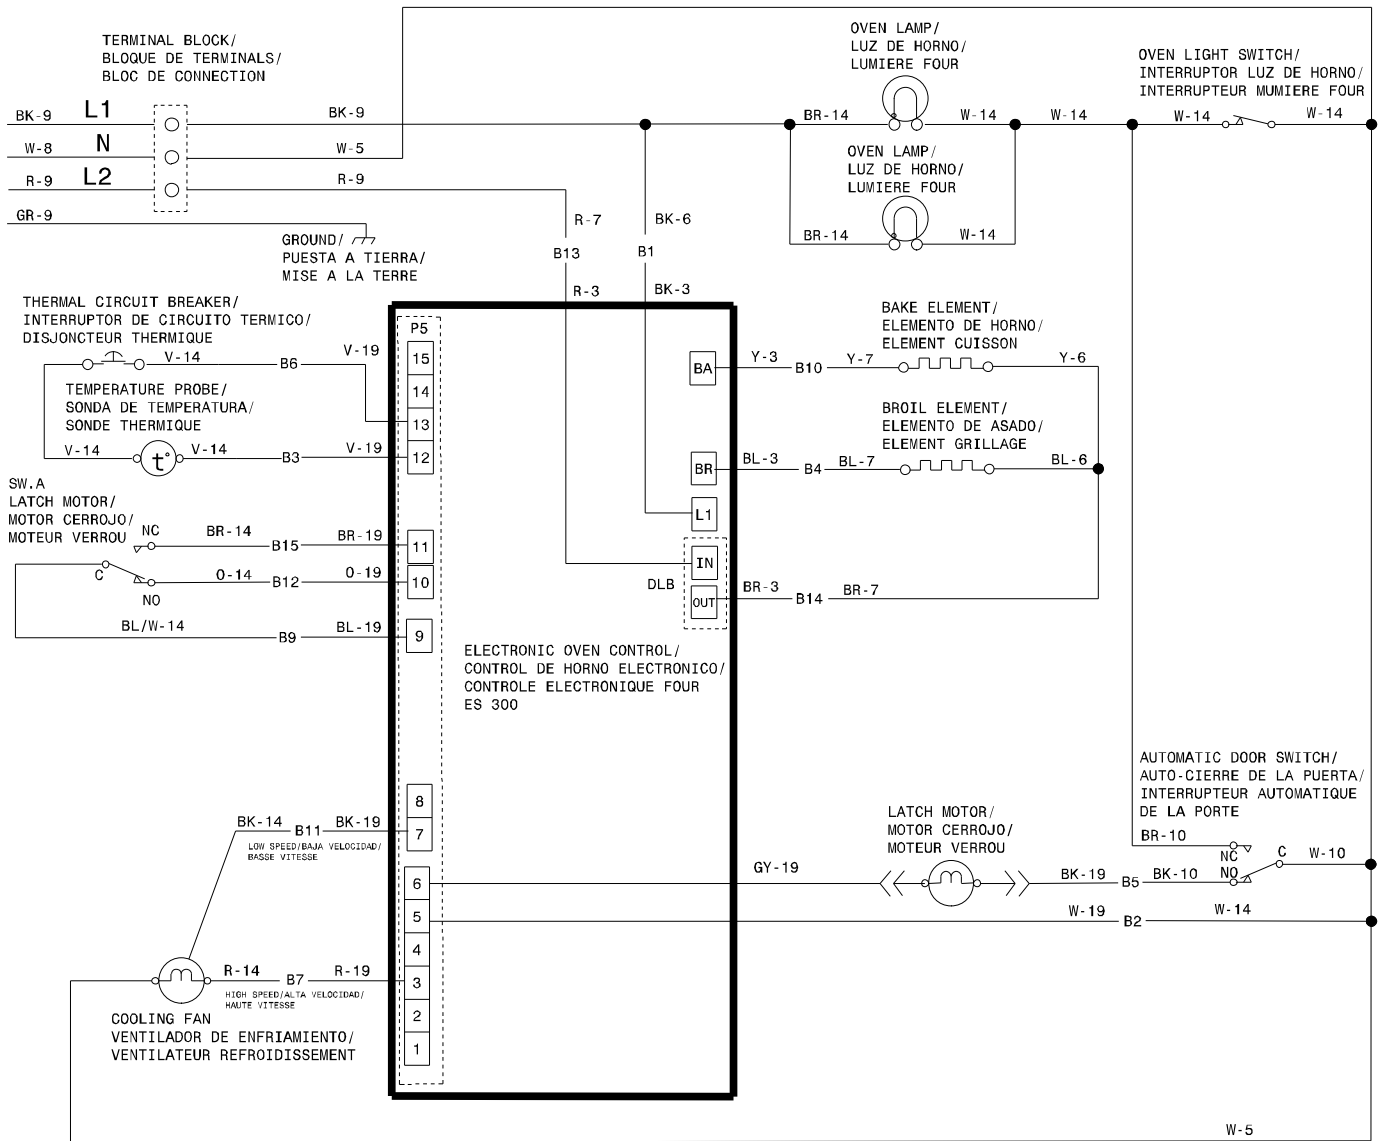 TERMINAL BLOCK/
BLOQUE DE TERMINALS/
BLOC DE CONNECTION
OVEN LAMP/
LUZ DE HORNO/
LUMIERE FOUR
OVEN LIGHT SWITCH/
INTERRUPTOR LUZ DE HORNO/
INTERRUPTEUR MUMIERE FOUR
BK-9 L1 BK-9 BR-14 W-14 W-14 W-14 W-14
W-8 N W-5
R-9 L2 R-9
GR-9
OVEN LAMP/
LUZ DE HORNO/
LUMIERE FOUR
BR-14 W-14
R-7 BK-6
B13 B1
R-3 BK-3
GROUND/
PUESTA A TIERRA/
MISE A LA TERRE
THERMAL CIRCUIT BREAKER/
INTERRUPTOR DE CIRCUITO TERMICO/
DISJONCTEUR THERMIQUE
V-14 B6 V-19
TEMPERATURE PROBE/
SONDA DE TEMPERATURA/
SONDE THERMIQUE
V-14 t° V-14 B3 V-19
SW.A
LATCH MOTOR/
MOTOR CERROJO/
MOTEUR VERROU
NC BR-14 B15 BR-19
C O-14 B12 O-19
NO
BL/W-14 B9 BL-19
P5
15
14
13
12
11
10
9
8
7
6
5
4
3
2
1
BA
BR
L1
IN
DLB
OUT
BAKE ELEMENT/
ELEMENTO DE HORNO/
ELEMENT CUISSON
Y-3 B10 Y-7 Y-6
BROIL ELEMENT/
ELEMENTO DE ASADO/
ELEMENT GRILLAGE
BL-3 B4 BL-7 BL-6
BR-3 B14 BR-7
ELECTRONIC OVEN CONTROL/
CONTROL DE HORNO ELECTRONICO/
CONTROLE ELECTRONIQUE FOUR
ES 300
AUTOMATIC DOOR SWITCH/
AUTO-CIERRE DE LA PUERTA/
INTERRUPTEUR AUTOMATIQUE
DE LA PORTE
BR-10
NC C W-10
NO
LATCH MOTOR/
MOTOR CERROJO/
MOTEUR VERROU
GY-19 BK-19 B5 BK-10
W-19 B2 W-14
BK-14 B11 BK-19
LOW SPEED/BAJA VELOCIDAD/
BASSE VITESSE
R-14 B7 R-19
HIGH SPEED/ALTA VELOCIDAD/
HAUTE VITESSE
COOLING FAN
VENTILADOR DE ENFRIAMIENTO/
VENTILATEUR REFROIDISSEMENT
W-5